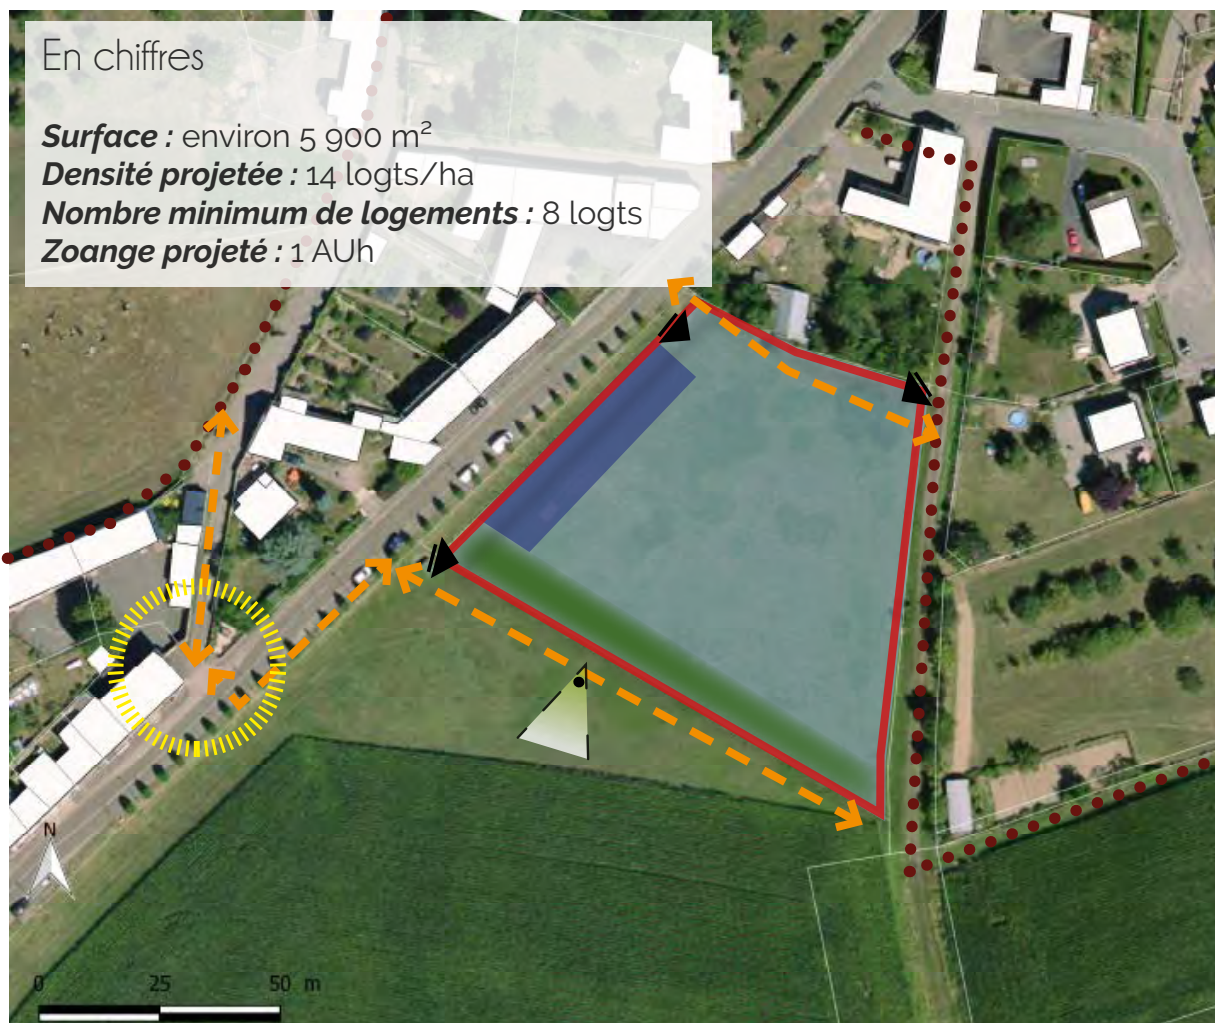 En chiffres
Surface : environ 5 900 m²
Densité projetée : 14 logts/ha
Nombre minimum de logements : 8 logts
Zoange projeté : 1 AUh
N
0 25 50 m